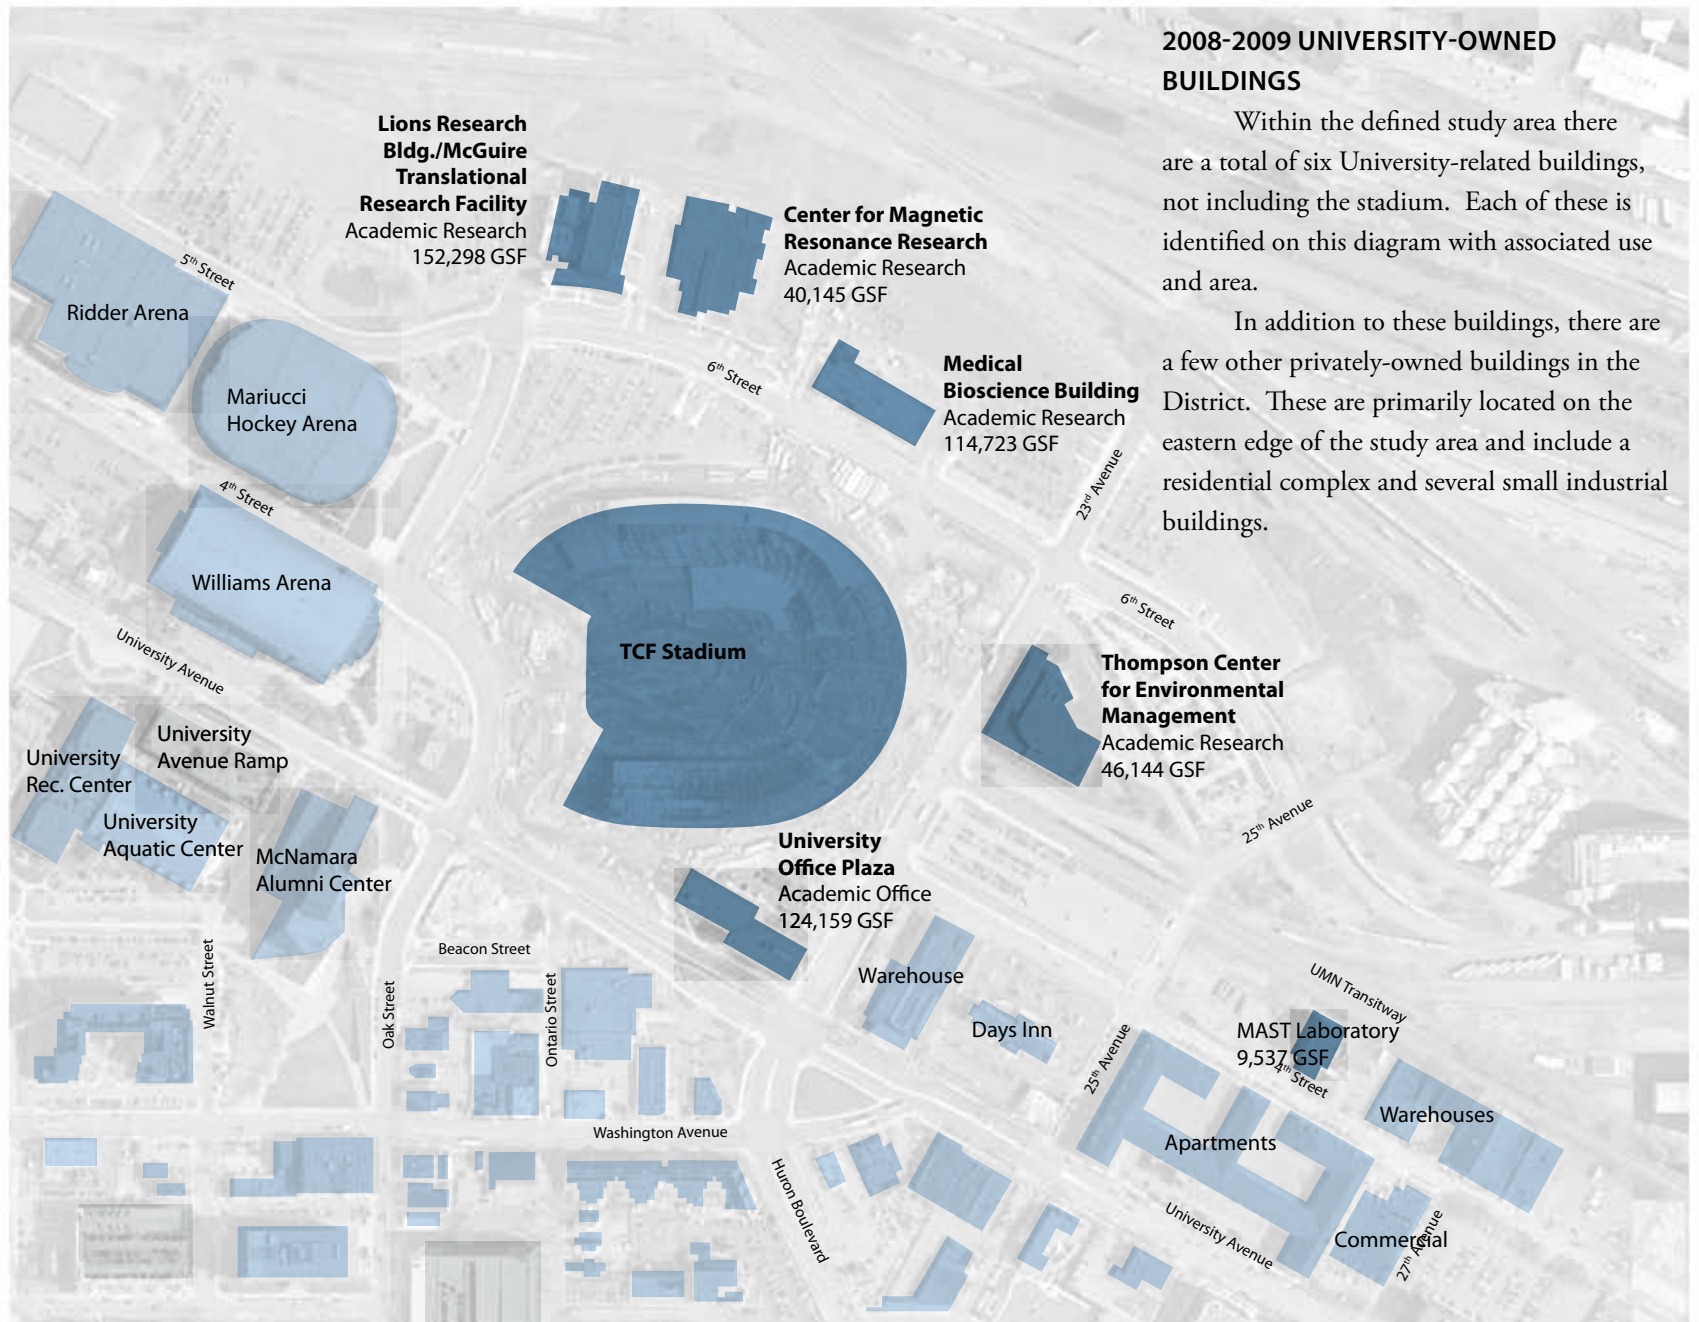 2008-2009 UNIVERSITY-OWNED
BUILDINGS
Within the defined study area there
are a total of six University-related buildings,
not including the stadium. Each of these is
identified on this diagram with associated use
and area.
In addition to these buildings, there are
a few other privately-owned buildings in the
District. These are primarily located on the
eastern edge of the study area and include a
residential complex and several small industrial
buildings.
Lions Research
Bldg./McGuire
Translational
Research Facility
Academic Research
152,298 GSF
Center for Magnetic
Resonance Research
Academic Research
40,145 GSF
5th Street
Ridder Arena
Mariucci
Hockey Arena
6th Street
Medical
Bioscience Building
Academic Research
114,723 GSF
23rd Avenue
4th Street
Williams Arena
University Avenue
TCF Stadium
6th Street
Thompson Center
for Environmental
Management
Academic Research
46,144 GSF
25th Avenue
University
Avenue Ramp
University
Rec. Center
University
Aquatic Center
McNamara
Alumni Center
University
Office Plaza
Academic Office
124,159 GSF
Walnut Street
Beacon Street
Oak Street
Ontario Street
Warehouse
Days Inn
25th Avenue
UMN Transitway
MAST Laboratory
9,537 GSF
4th Street
Warehouses
Apartments
Washington Avenue
Huron Boulevard
University Avenue
Commercial
27th Avenue